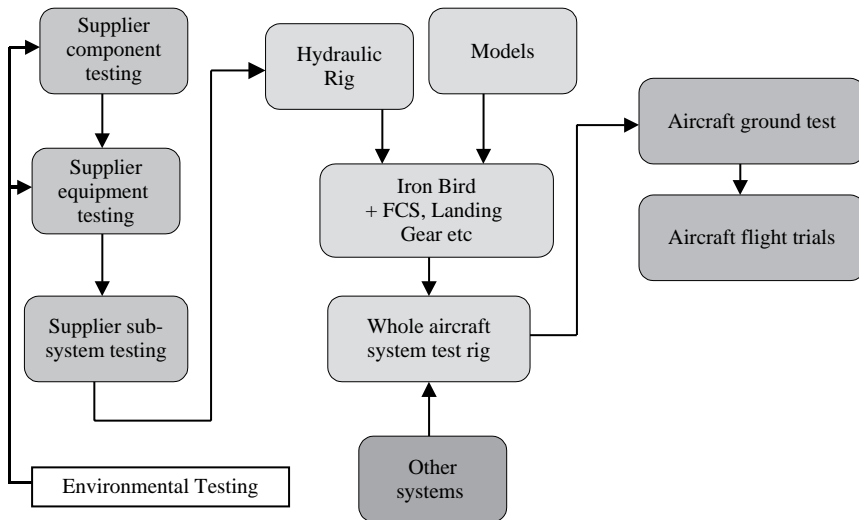 Supplier
component
testing
Supplier
equipment
testing
Supplier sub-
system testing
Environmental Testing
Hydraulic
Rig
Models
Iron Bird
+ FCS, Landing
Gear etc
Whole aircraft
system test rig
Other
systems
Aircraft ground test
Aircraft flight trials